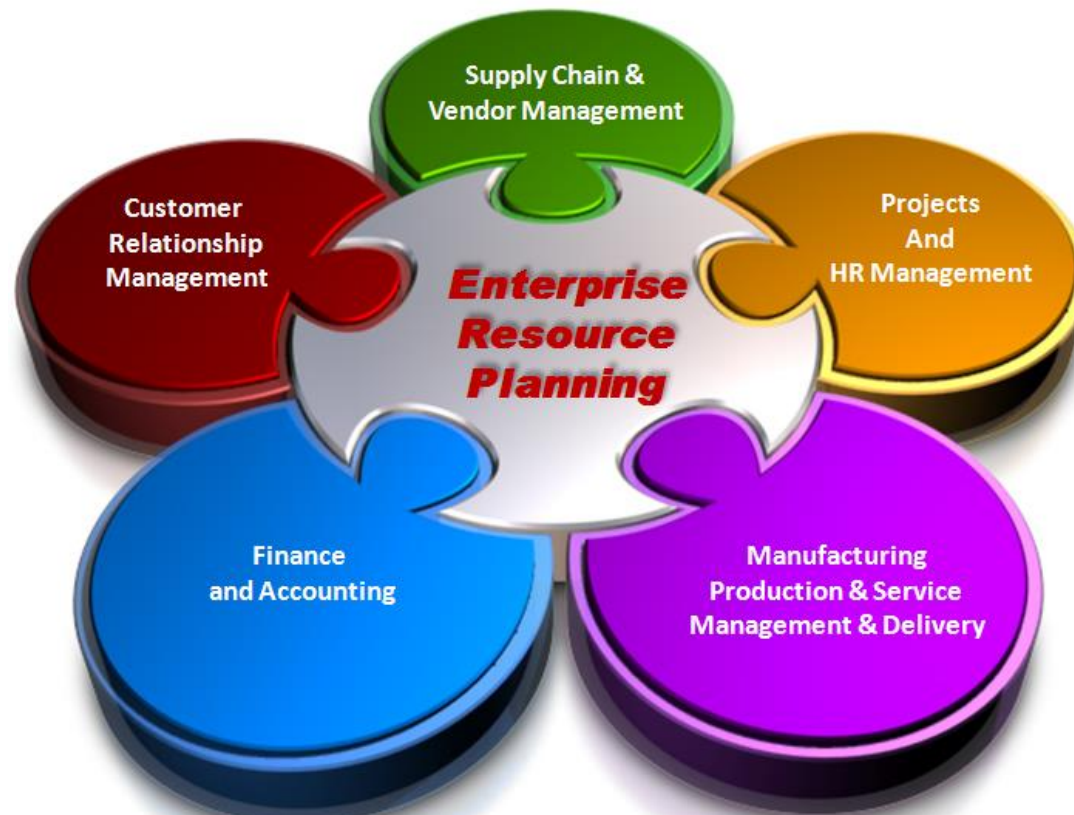 Supply Chain &
Vendor Management
Customer
Relationship
Management
Projects
And
HR Management
Enterprise
Resource
Planning
Finance
and Accounting
Manufacturing
Production & Service
Management & Delivery